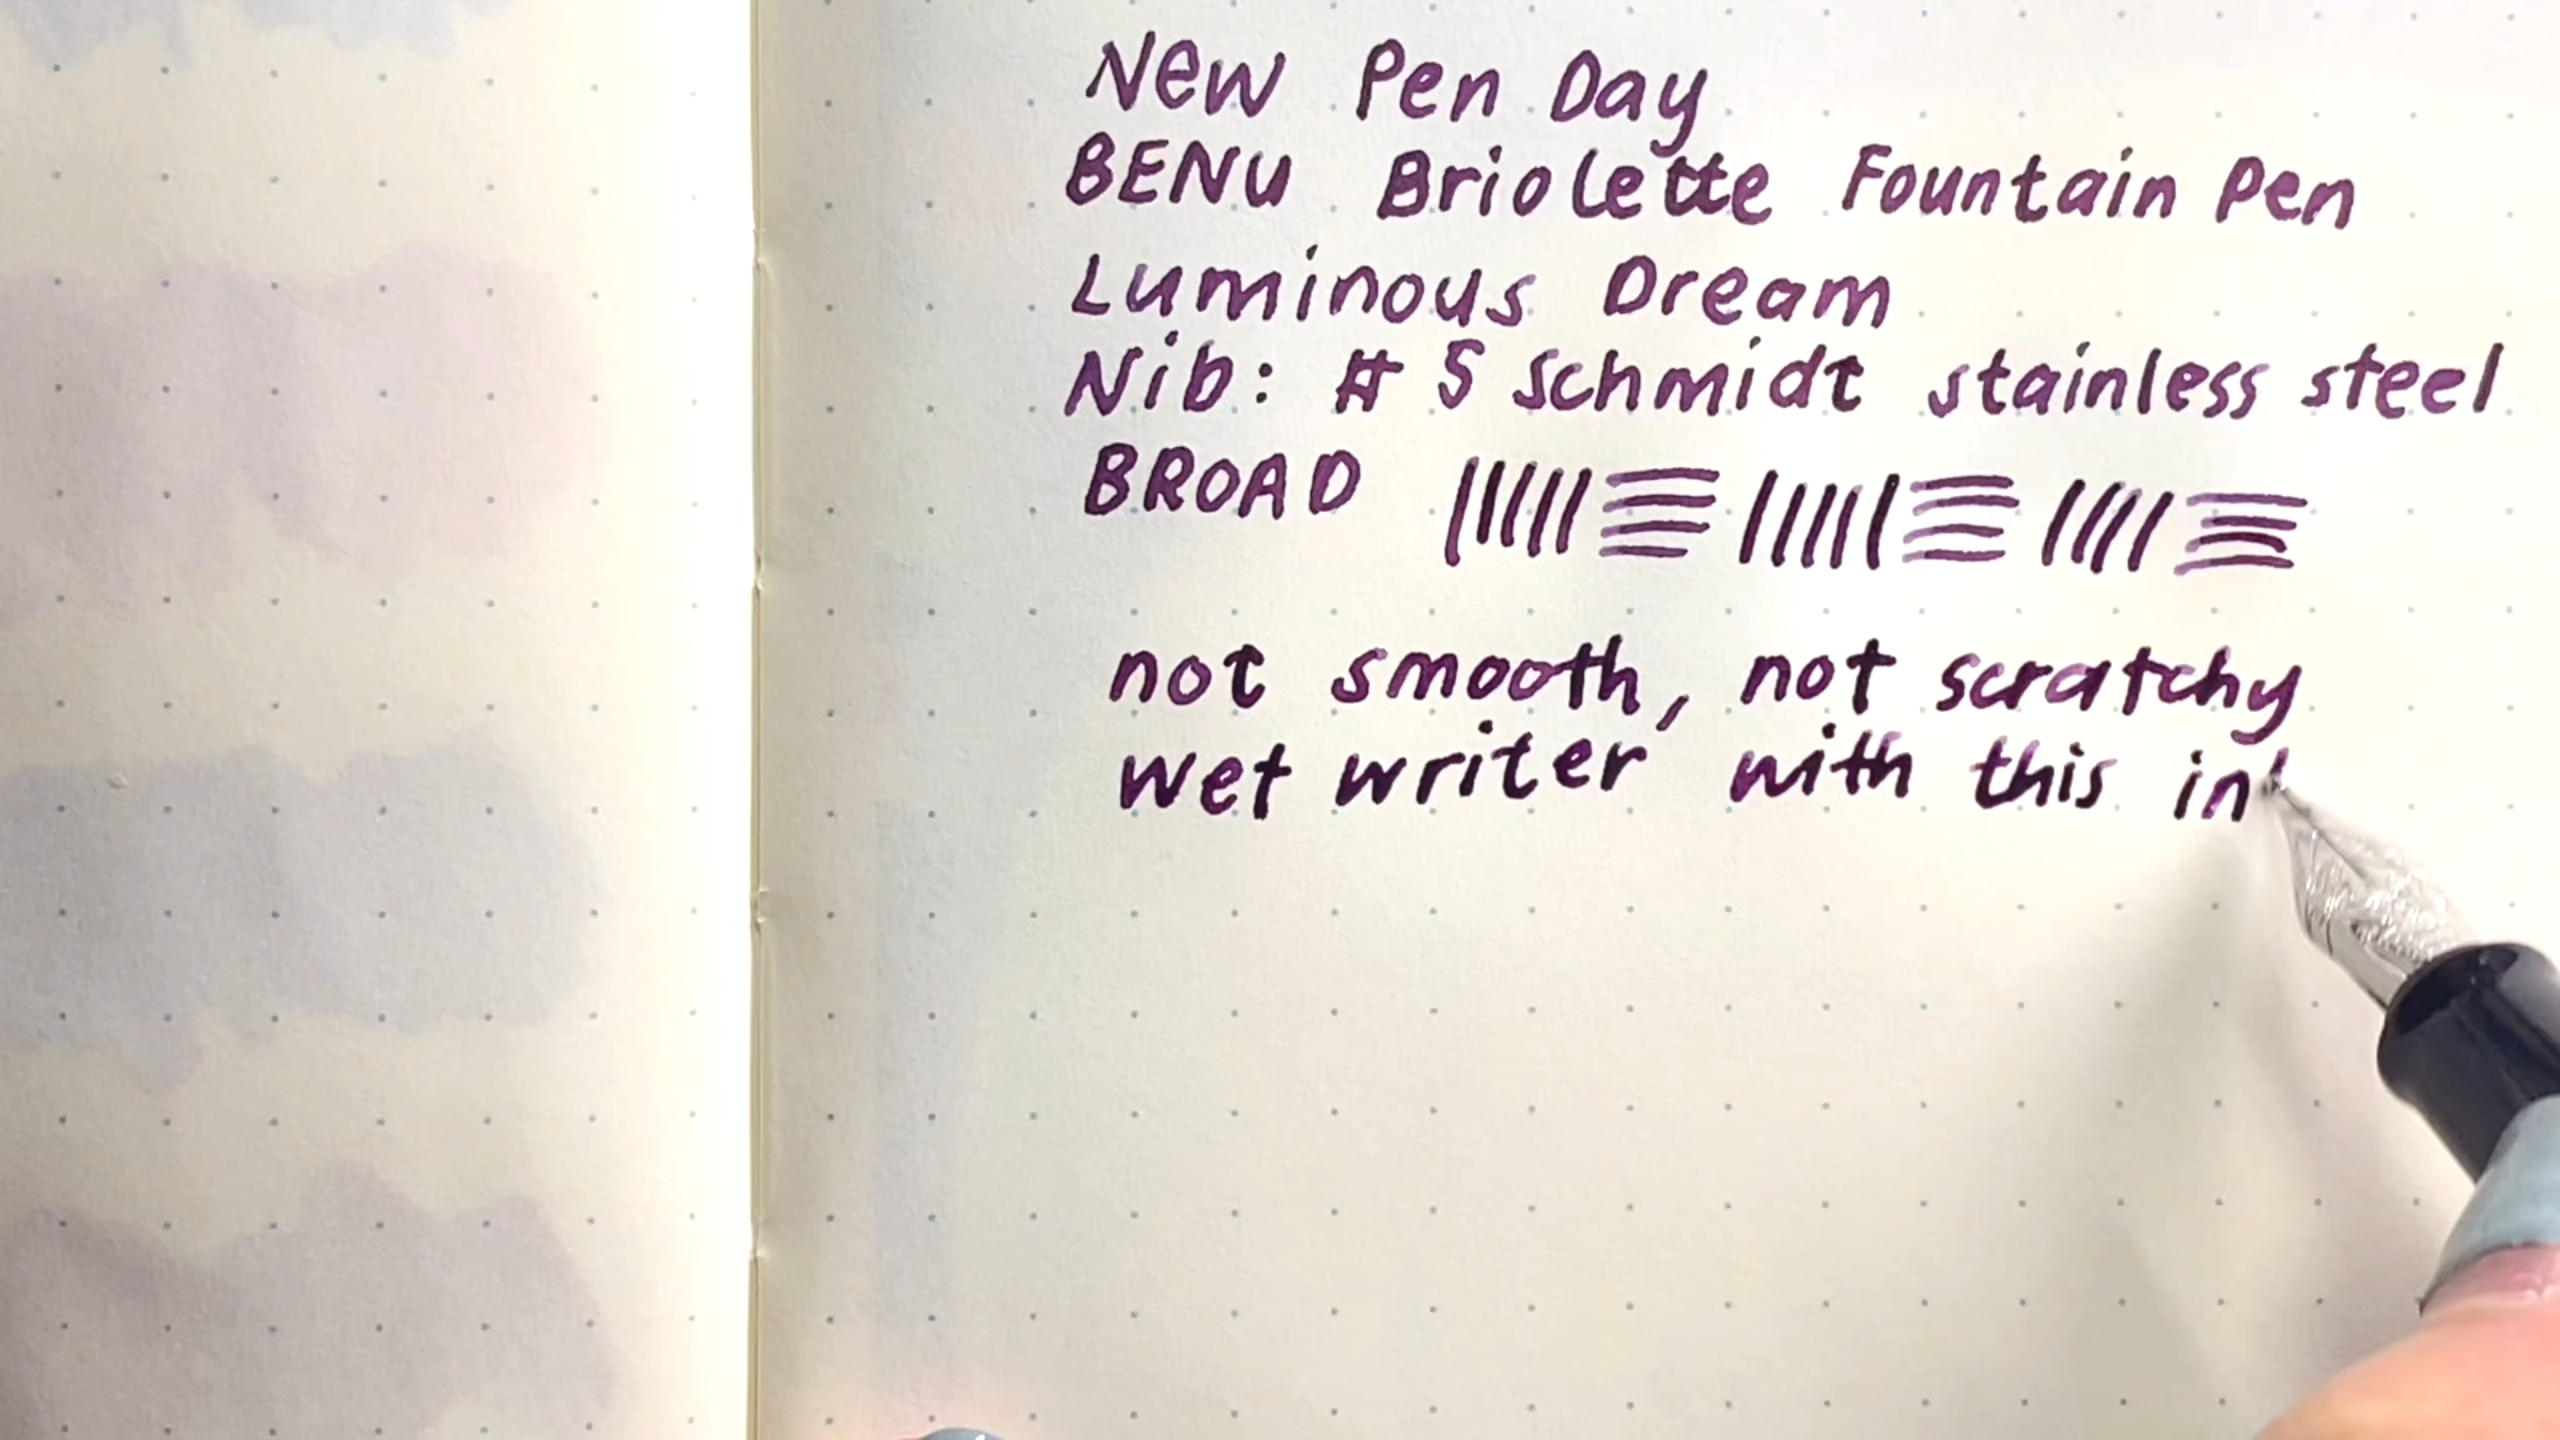 New Pen Day
BENU Briolette Fountain Pen
Luminous Dream
Nib: # 5 Schmidt stainless steel
BROAD
not smooth, not scratchy
wet writer with this